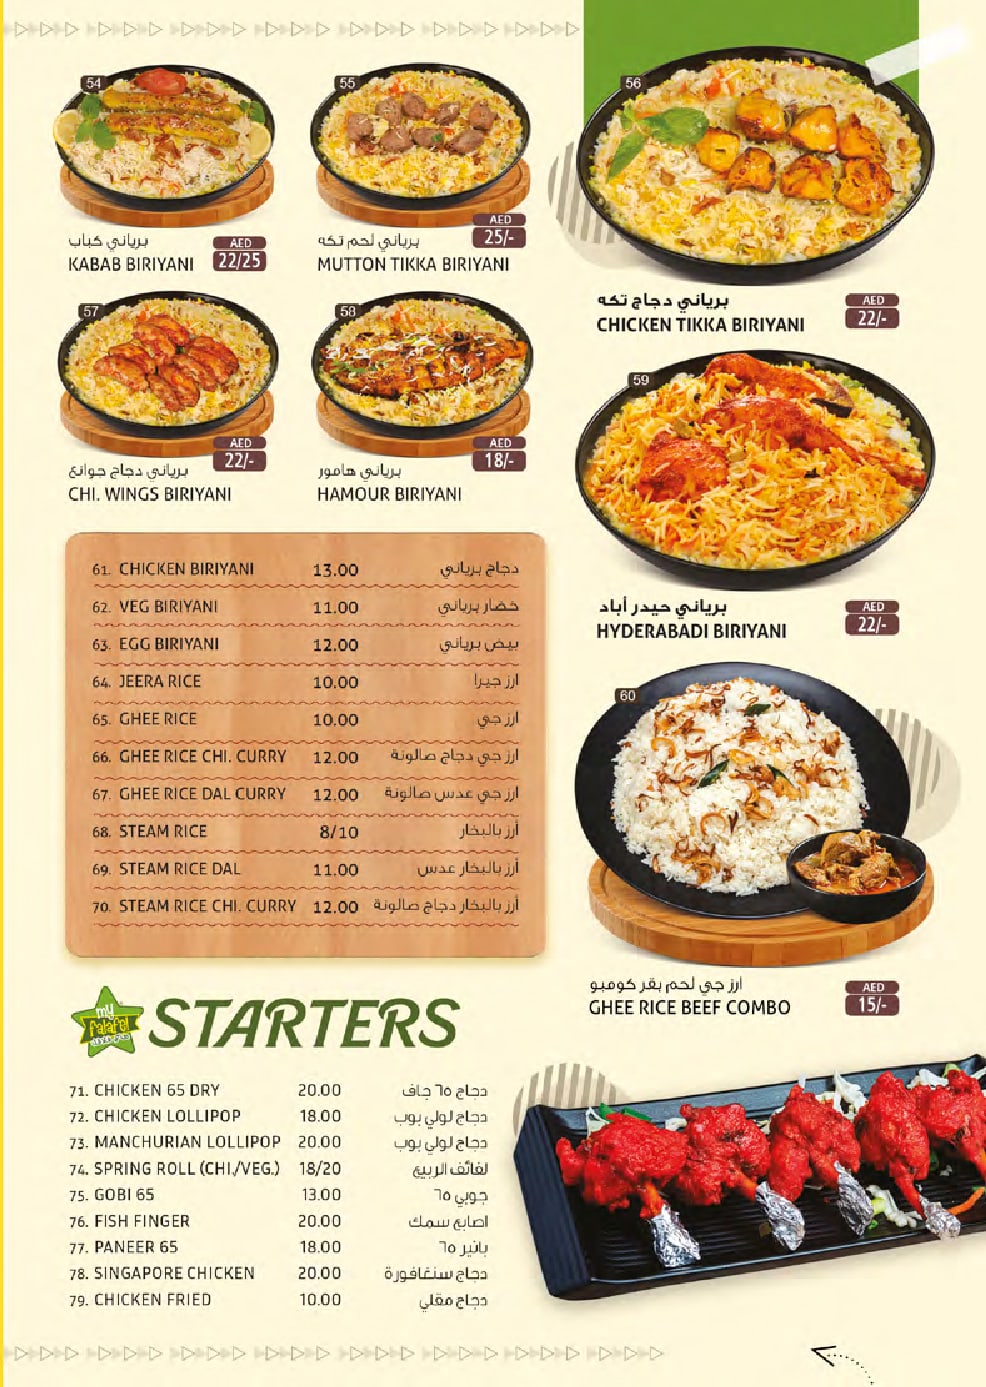 54
برياني كباب
KABAB BIRIYANI
AED
22/25
55
برياني لحم تكه
MUTTON TIKKA BIRIYANI
AED
25/-
56
برياني دجاج تكه
CHICKEN TIKKA BIRIYANI
AED
22/-
57
برياني دجاج جوانع
CHI. WINGS BIRIYANI
AED
22/-
58
برياني هامور
HAMOUR BIRIYANI
AED
18/-
59
برياني حيدر أباد
HYDERABADI BIRIYANI
AED
22/-
61. CHICKEN BIRIYANI 13.00 دجاج برياني
62. VEG BIRIYANI 11.00 خضار برياني
63. EGG BIRIYANI 12.00 بيض برياني
64. JEERA RICE 10.00 ارز جيرا
65. GHEE RICE 10.00 ارز جي
66. GHEE RICE CHI. CURRY 12.00 ارز جي دجاج صالونة
67. GHEE RICE DAL CURRY 12.00 ارز جي عدس صالونة
68. STEAM RICE 8/10 أرز بالبخار
69. STEAM RICE DAL 11.00 أرز بالبخار عدس
70. STEAM RICE CHI. CURRY 12.00 أرز بالبخار دجاج صالونة
60
ارز جي لحم بقر كومبو
GHEE RICE BEEF COMBO
AED
15/-
my
falafel
STARTERS
71. CHICKEN 65 DRY 20.00 دجاج ٦٥ جاف
72. CHICKEN LOLLIPOP 18.00 دجاج لولي بوب
73. MANCHURIAN LOLLIPOP 20.00 دجاج لولي بوب
74. SPRING ROLL (CHI./VEG.) 18/20 لفائف الربيع
75. GOBI 65 13.00 جوبي ٦٥
76. FISH FINGER 20.00 اصابع سمك
77. PANEER 65 18.00 بانير ٦٥
78. SINGAPORE CHICKEN 20.00 دجاج سنغافورة
79. CHICKEN FRIED 10.00 دجاج مقلي